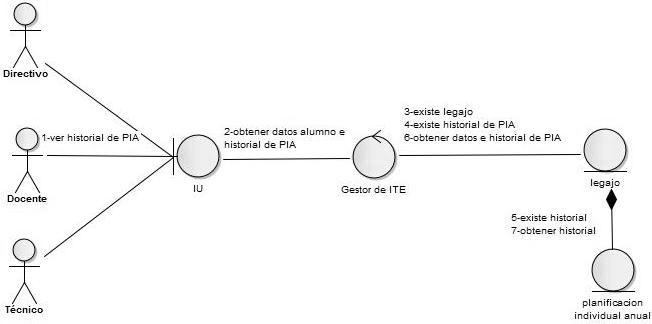 Directivo
1-ver historial de PIA
Docente
Técnico
IU
2-obtener datos alumno e
historial de PIA
Gestor de ITE
3-existe legajo
4-existe historial de PIA
6-obtener datos e historial de PIA
legajo
5-existe historial
7-obtener historial
planificacion
individual anual